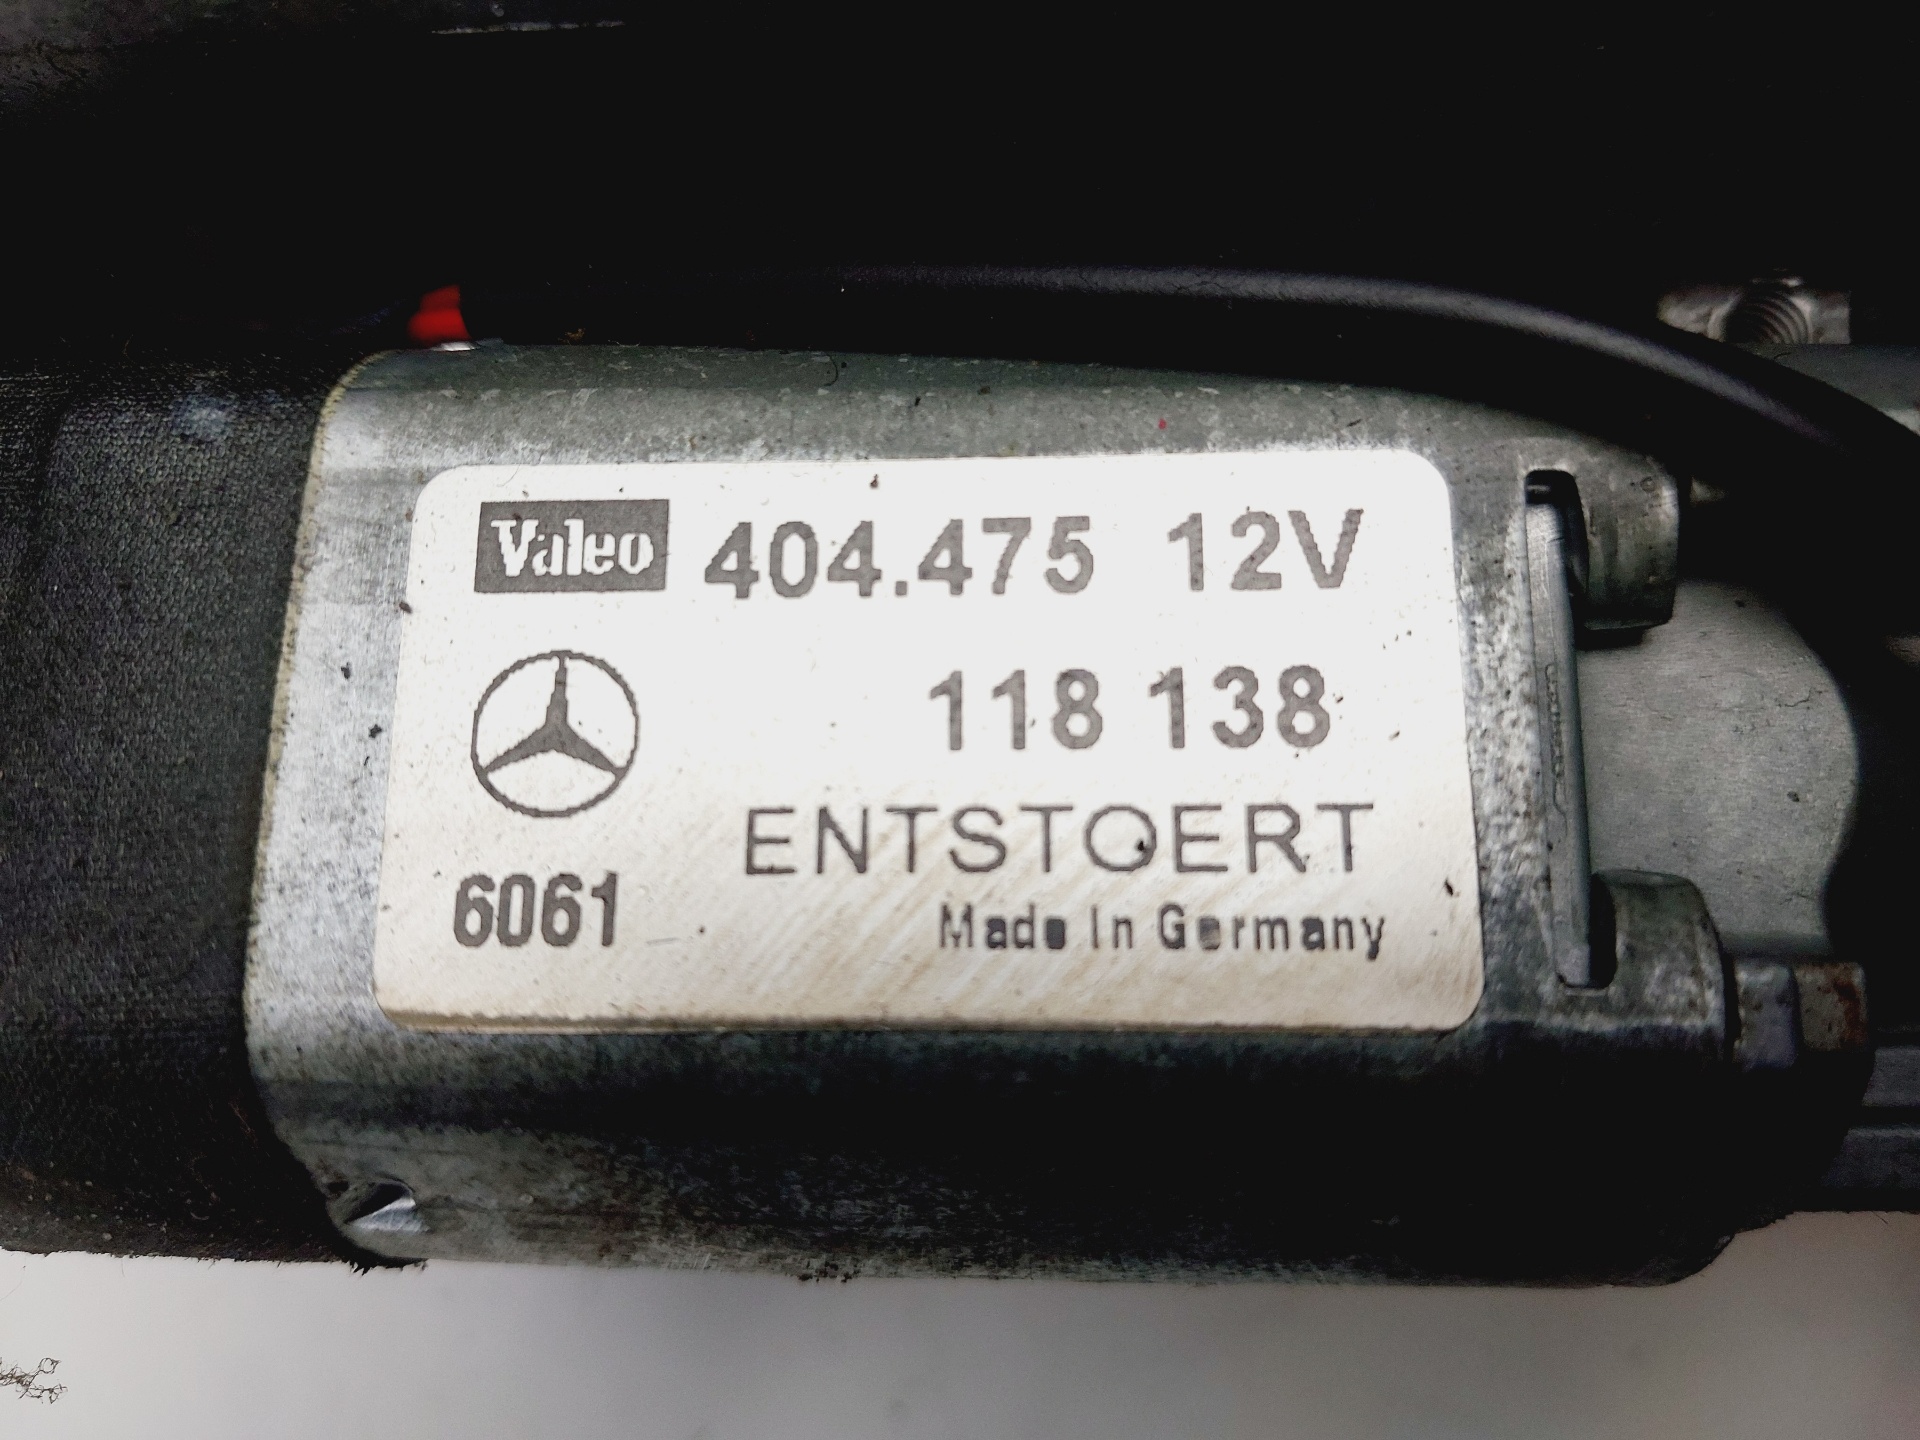 Valeo 404.475 12V
118 138
ENTSTOERT
6061
Made In Germany